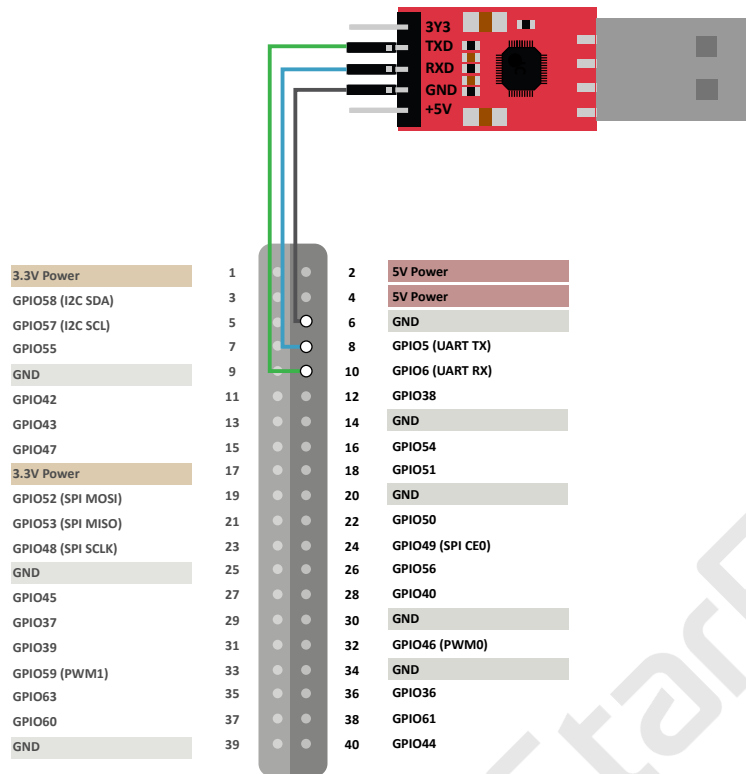 3Y3
TXD
RXD
GND
+5V
3.3V Power 1 2 5V Power
GPIO58 (I2C SDA) 3 4 5V Power
GPIO57 (I2C SCL) 5 6 GND
GPIO55 7 8 GPIO5 (UART TX)
GND 9 10 GPIO6 (UART RX)
GPIO42 11 12 GPIO38
GPIO43 13 14 GND
GPIO47 15 16 GPIO54
3.3V Power 17 18 GPIO51
GPIO52 (SPI MOSI) 19 20 GND
GPIO53 (SPI MISO) 21 22 GPIO50
GPIO48 (SPI SCLK) 23 24 GPIO49 (SPI CE0)
GND 25 26 GPIO56
GPIO45 27 28 GPIO40
GPIO37 29 30 GND
GPIO39 31 32 GPIO46 (PWM0)
GPIO59 (PWM1) 33 34 GND
GPIO63 35 36 GPIO36
GPIO60 37 38 GPIO61
GND 39 40 GPIO44